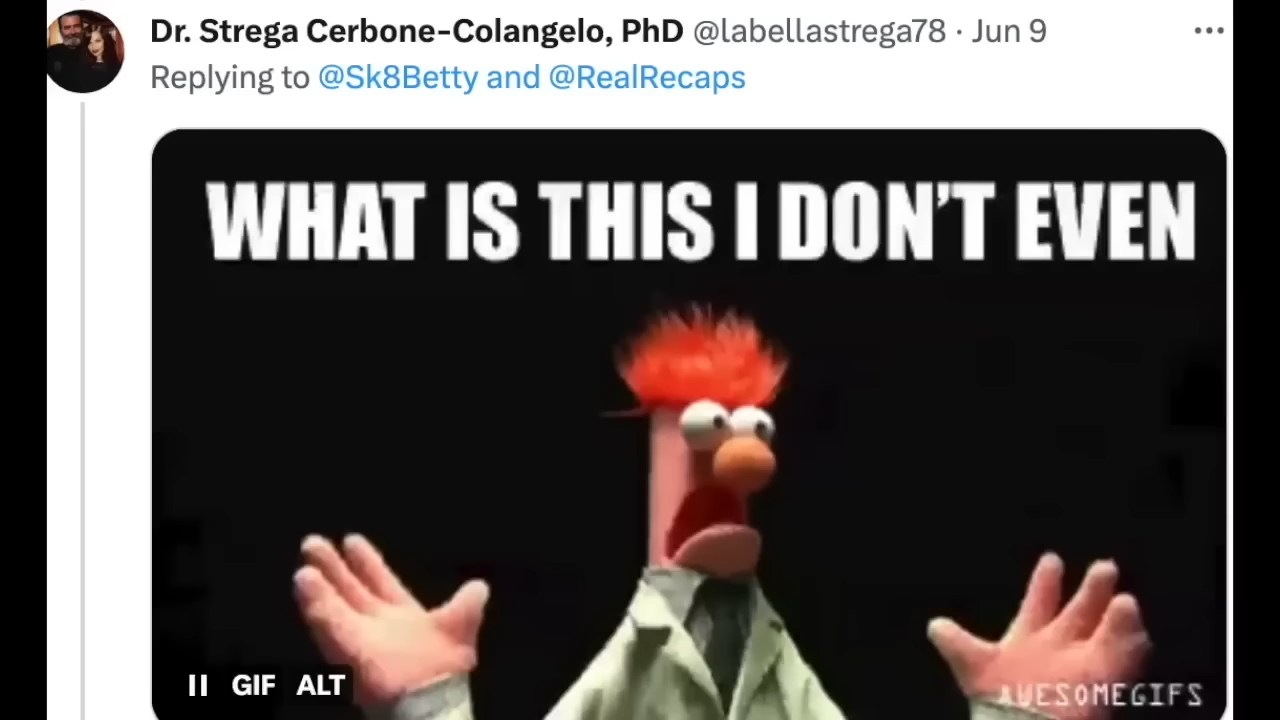 Dr. Strega Cerbone-Colangelo, PhD @labellastrega78 · Jun 9
Replying to @Sk8Betty and @RealRecaps
WHAT IS THIS I DON'T EVEN
GIF ALT
AWESOMEGIFS